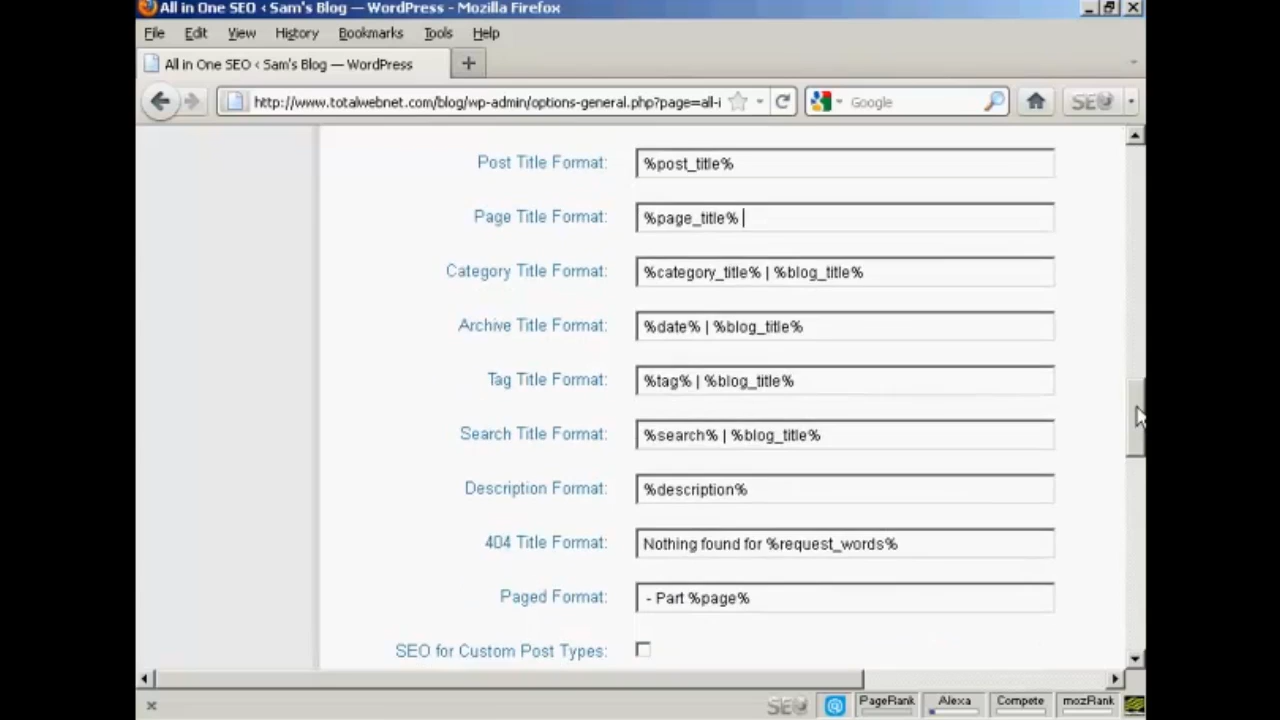 All in One SEO ‹ Sam's Blog — WordPress - Mozilla Firefox
File Edit View History Bookmarks Tools Help
All in One SEO ‹ Sam's Blog — WordPress
http://www.totalwebnet.com/blog/wp-admin/options-general.php?page=all-i Google SEO
Post Title Format: %post_title%
Page Title Format: %page_title%
Category Title Format: %category_title% | %blog_title%
Archive Title Format: %date% | %blog_title%
Tag Title Format: %tag% | %blog_title%
Search Title Format: %search% | %blog_title%
Description Format: %description%
404 Title Format: Nothing found for %request_words%
Paged Format: - Part %page%
SEO for Custom Post Types:
SEO PageRank Alexa Compete mozRank